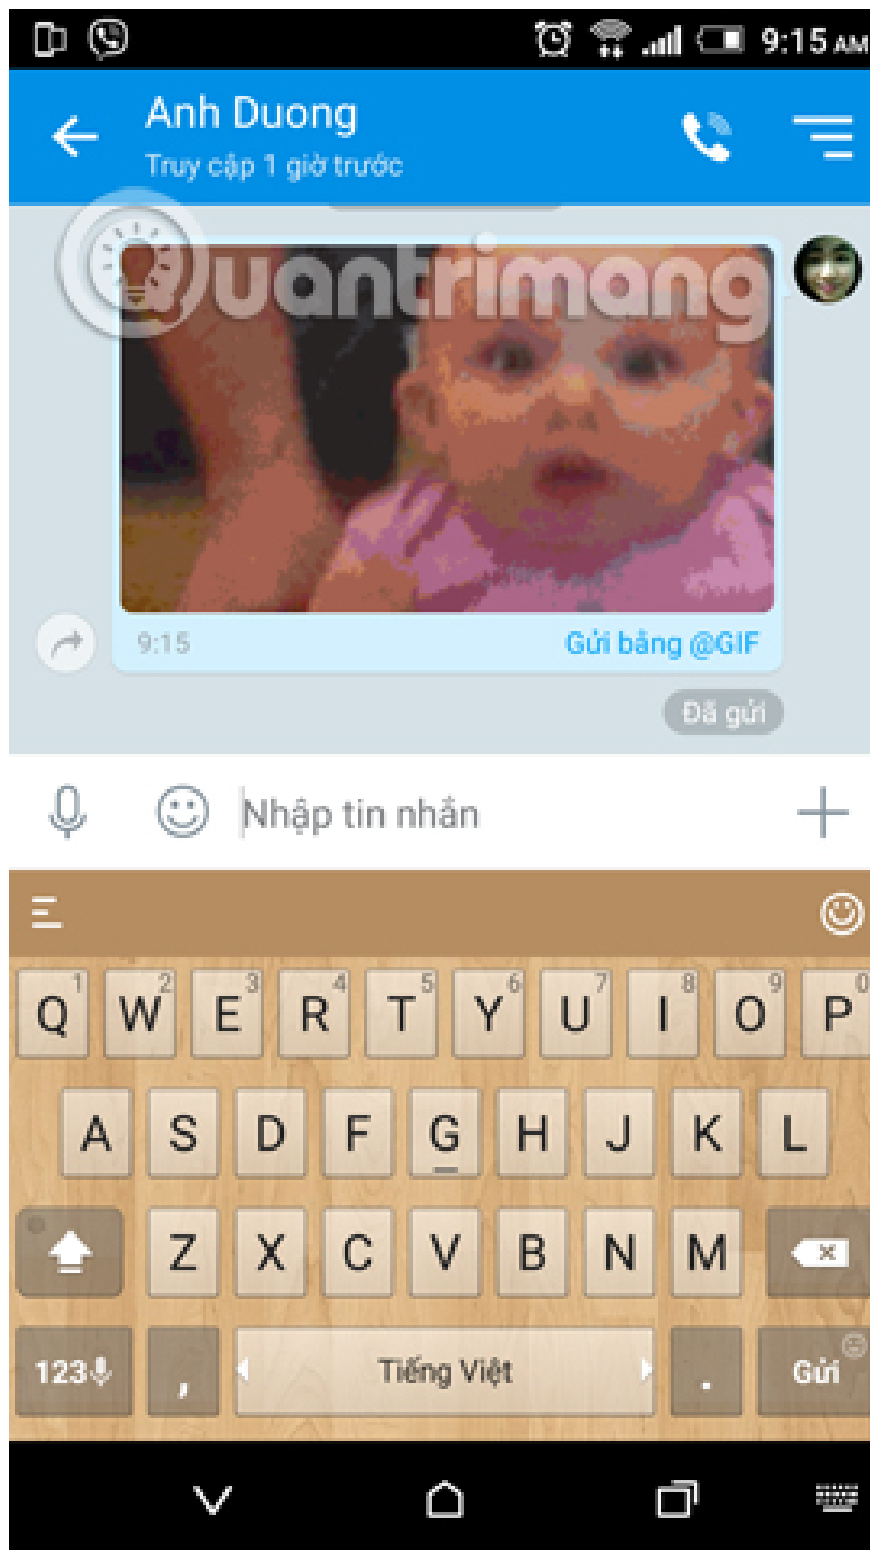 9:15 AM
Anh Duong
Truy cập 1 giờ trước
Quantrimang
9:15
Gửi bằng @GIF
Đã gửi
Nhập tin nhắn
1 2 3 4 5 6 7 8 9 0
Q W E R T Y U I O P
A S D F G H J K L
Z X C V B N M
123 , Tiếng Việt . Gửi